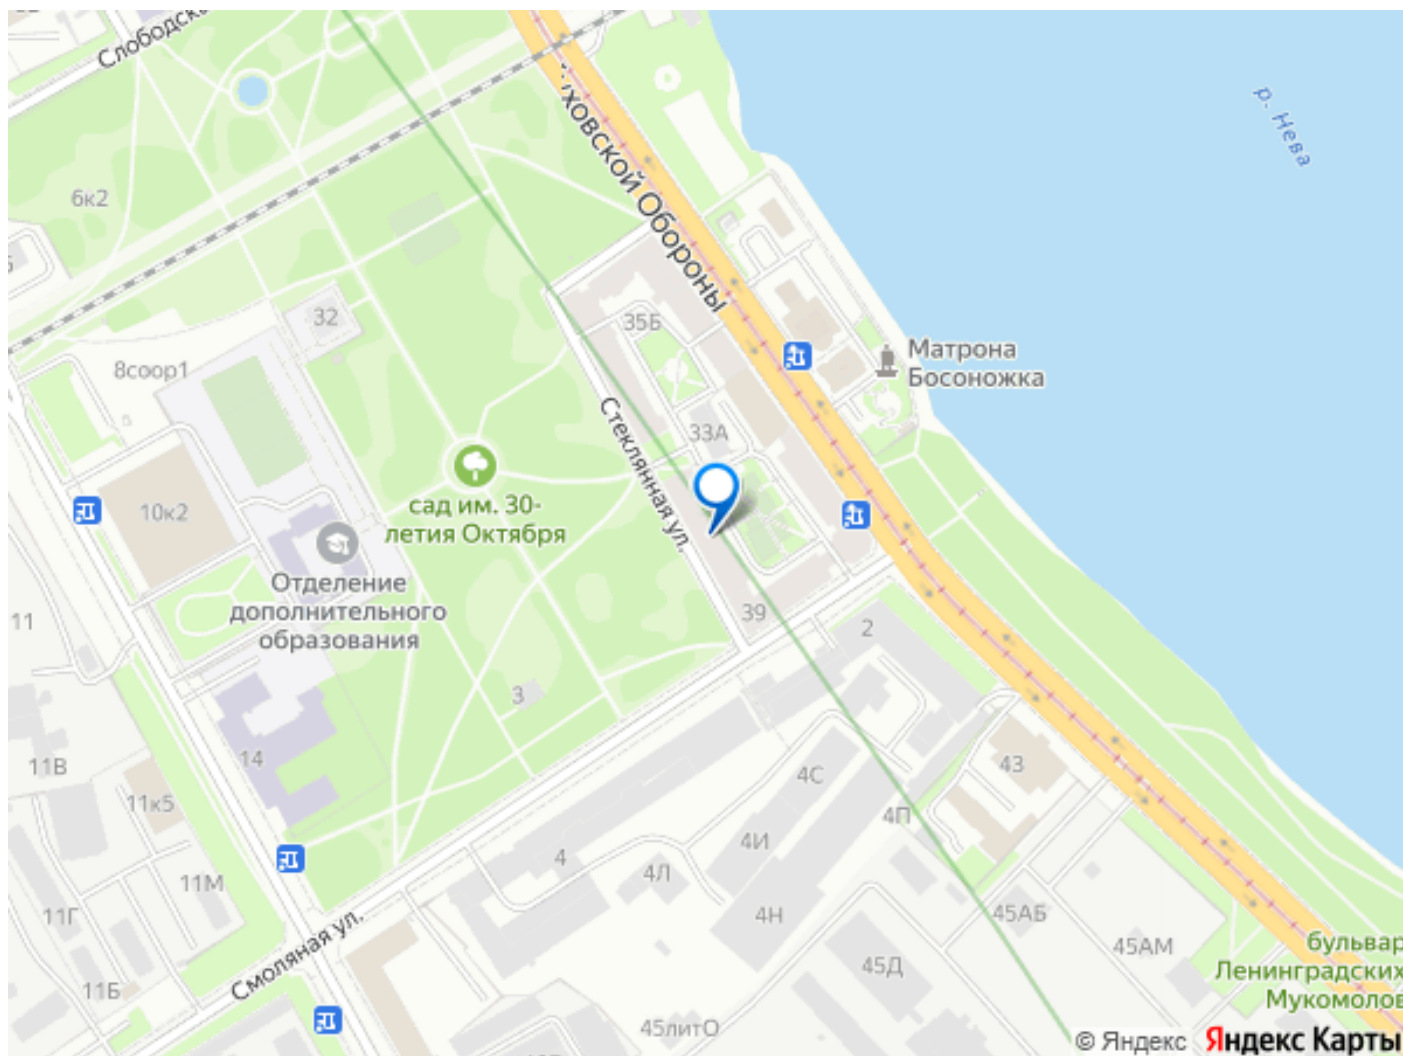 Слободска
р. Нева
ховской Обороны
6к2
32
35Б
8соор1
Матрона
Босоножка
Стеклянная ул.
33А
10к2
сад им. 30-
летия Октября
Отделение
дополнительного
образования
11
39
2
3
14
11В
11к5
43
4С
4П
4И
4
4Л
11М
11Г
4Н
45АБ
45АМ
бульвар
Ленинградских
Мукомолов
45Д
Смоляная ул.
11Б
45литО
© Яндекс Яндекс Карты